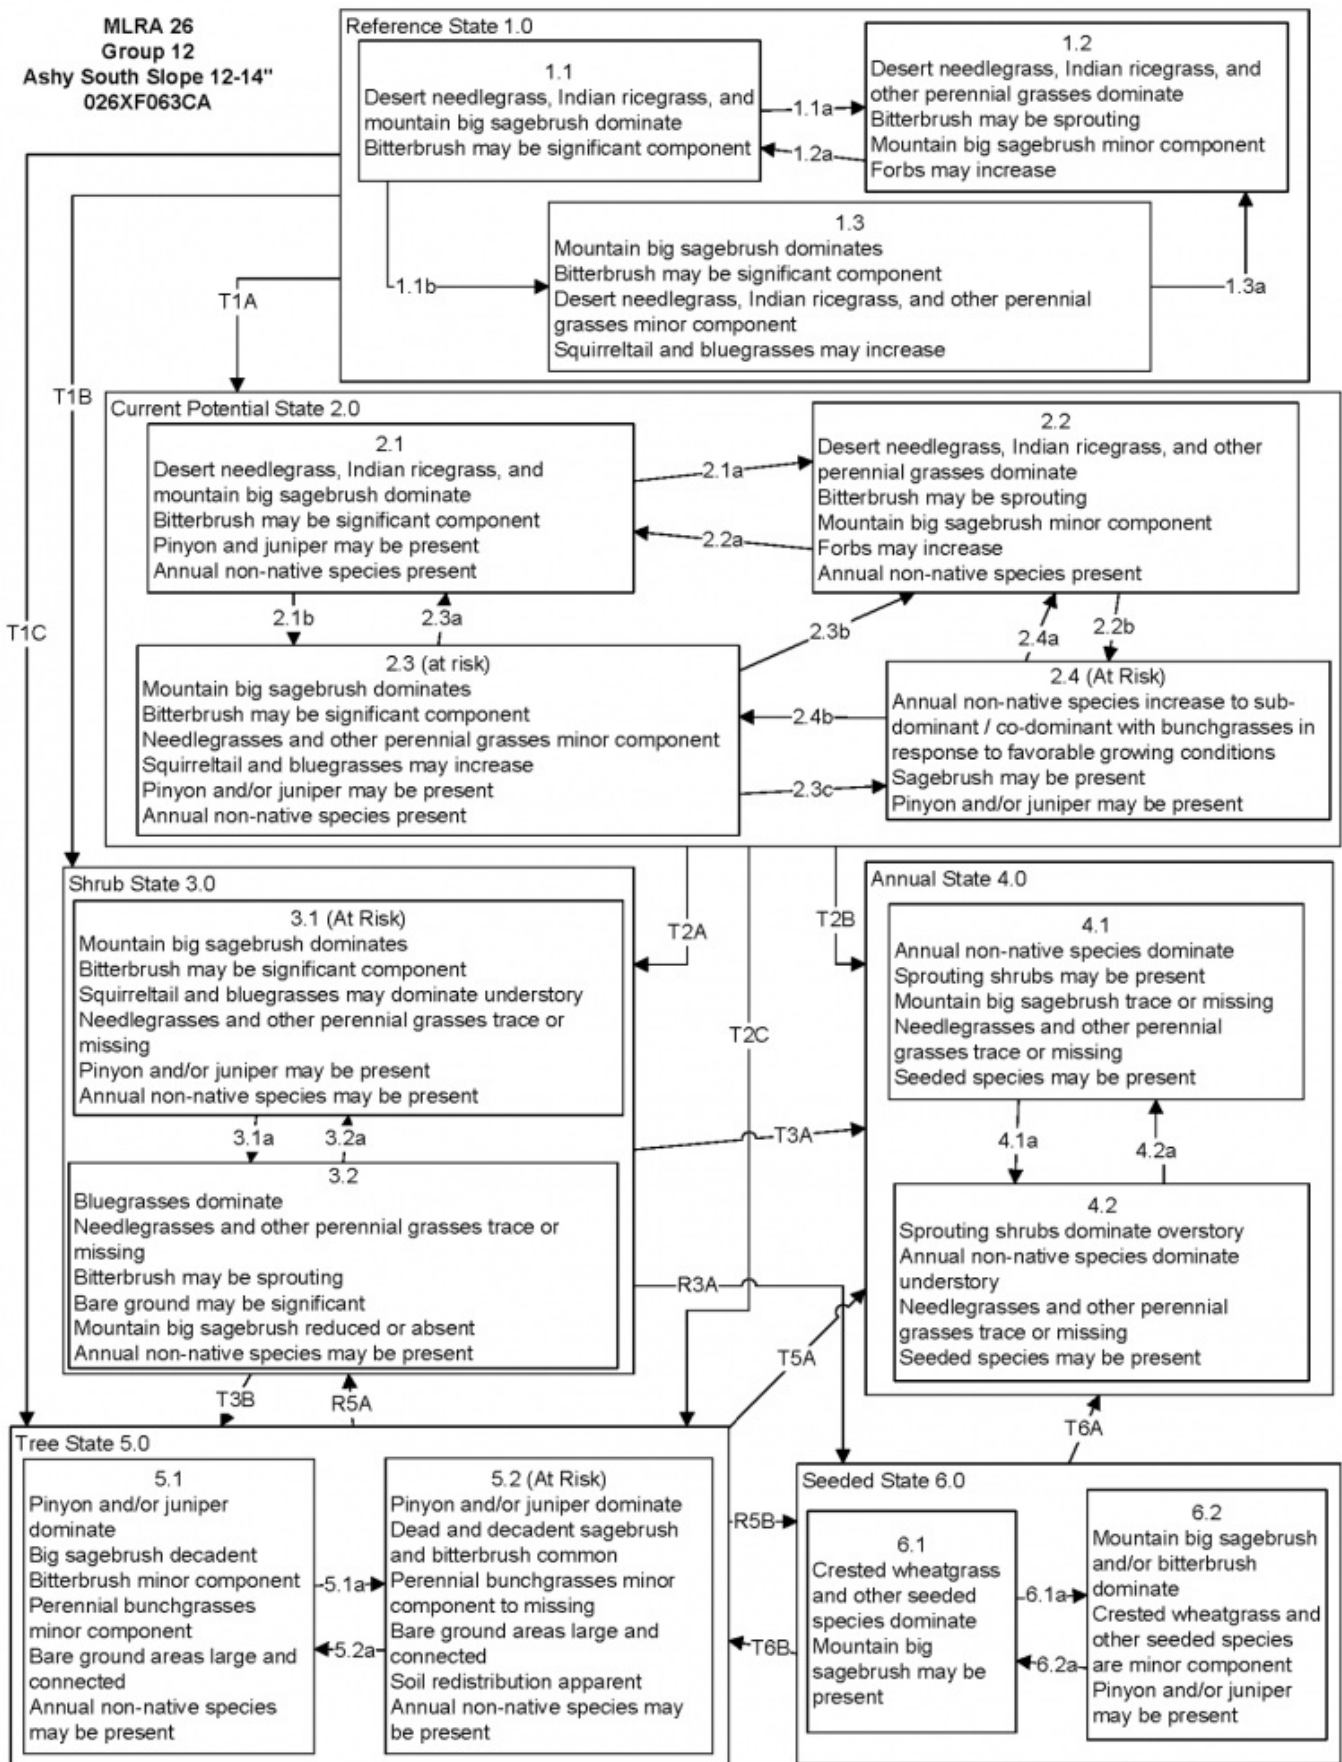 MLRA 26
Group 12
Ashy South Slope 12-14"
026XF063CA
Reference State 1.0
1.1
Desert needlegrass, Indian ricegrass, and
mountain big sagebrush dominate
Bitterbrush may be significant component
1.1a
1.2a
1.2
Desert needlegrass, Indian ricegrass, and
other perennial grasses dominate
Bitterbrush may be sprouting
Mountain big sagebrush minor component
Forbs may increase
1.1b
1.3
Mountain big sagebrush dominates
Bitterbrush may be significant component
Desert needlegrass, Indian ricegrass, and other perennial
grasses minor component
Squirreltail and bluegrasses may increase
1.3a
T1A
T1B
T1C
Current Potential State 2.0
2.1
Desert needlegrass, Indian ricegrass, and
mountain big sagebrush dominate
Bitterbrush may be significant component
Pinyon and juniper may be present
Annual non-native species present
2.1a
2.2a
2.2
Desert needlegrass, Indian ricegrass, and other
perennial grasses dominate
Bitterbrush may be sprouting
Mountain big sagebrush minor component
Forbs may increase
Annual non-native species present
2.1b
2.3a
2.3b
2.4a
2.2b
2.3 (at risk)
Mountain big sagebrush dominates
Bitterbrush may be significant component
Needlegrasses and other perennial grasses minor component
Squirreltail and bluegrasses may increase
Pinyon and/or juniper may be present
Annual non-native species present
2.4b
2.3c
2.4 (At Risk)
Annual non-native species increase to sub-
dominant / co-dominant with bunchgrasses in
response to favorable growing conditions
Sagebrush may be present
Pinyon and/or juniper may be present
T2A
T2B
T2C
Shrub State 3.0
3.1 (At Risk)
Mountain big sagebrush dominates
Bitterbrush may be significant component
Squirreltail and bluegrasses may dominate understory
Needlegrasses and other perennial grasses trace or
missing
Pinyon and/or juniper may be present
Annual non-native species may be present
3.1a
3.2a
3.2
Bluegrasses dominate
Needlegrasses and other perennial grasses trace or
missing
Bitterbrush may be sprouting
Bare ground may be significant
Mountain big sagebrush reduced or absent
Annual non-native species may be present
T3A
R3A
Annual State 4.0
4.1
Annual non-native species dominate
Sprouting shrubs may be present
Mountain big sagebrush trace or missing
Needlegrasses and other perennial
grasses trace or missing
Seeded species may be present
4.1a
4.2a
4.2
Sprouting shrubs dominate overstory
Annual non-native species dominate
understory
Needlegrasses and other perennial
grasses trace or missing
Seeded species may be present
T3B
R5A
T5A
T6A
Tree State 5.0
5.1
Pinyon and/or juniper
dominate
Big sagebrush decadent
Bitterbrush minor component
Perennial bunchgrasses
minor component
Bare ground areas large and
connected
Annual non-native species
may be present
5.1a
5.2a
5.2 (At Risk)
Pinyon and/or juniper dominate
Dead and decadent sagebrush
and bitterbrush common
Perennial bunchgrasses minor
component to missing
Bare ground areas large and
connected
Soil redistribution apparent
Annual non-native species may
be present
R5B
T6B
Seeded State 6.0
6.1
Crested wheatgrass
and other seeded
species dominate
Mountain big
sagebrush may be
present
6.1a
6.2a
6.2
Mountain big sagebrush
and/or bitterbrush
dominate
Crested wheatgrass and
other seeded species
are minor component
Pinyon and/or juniper
may be present